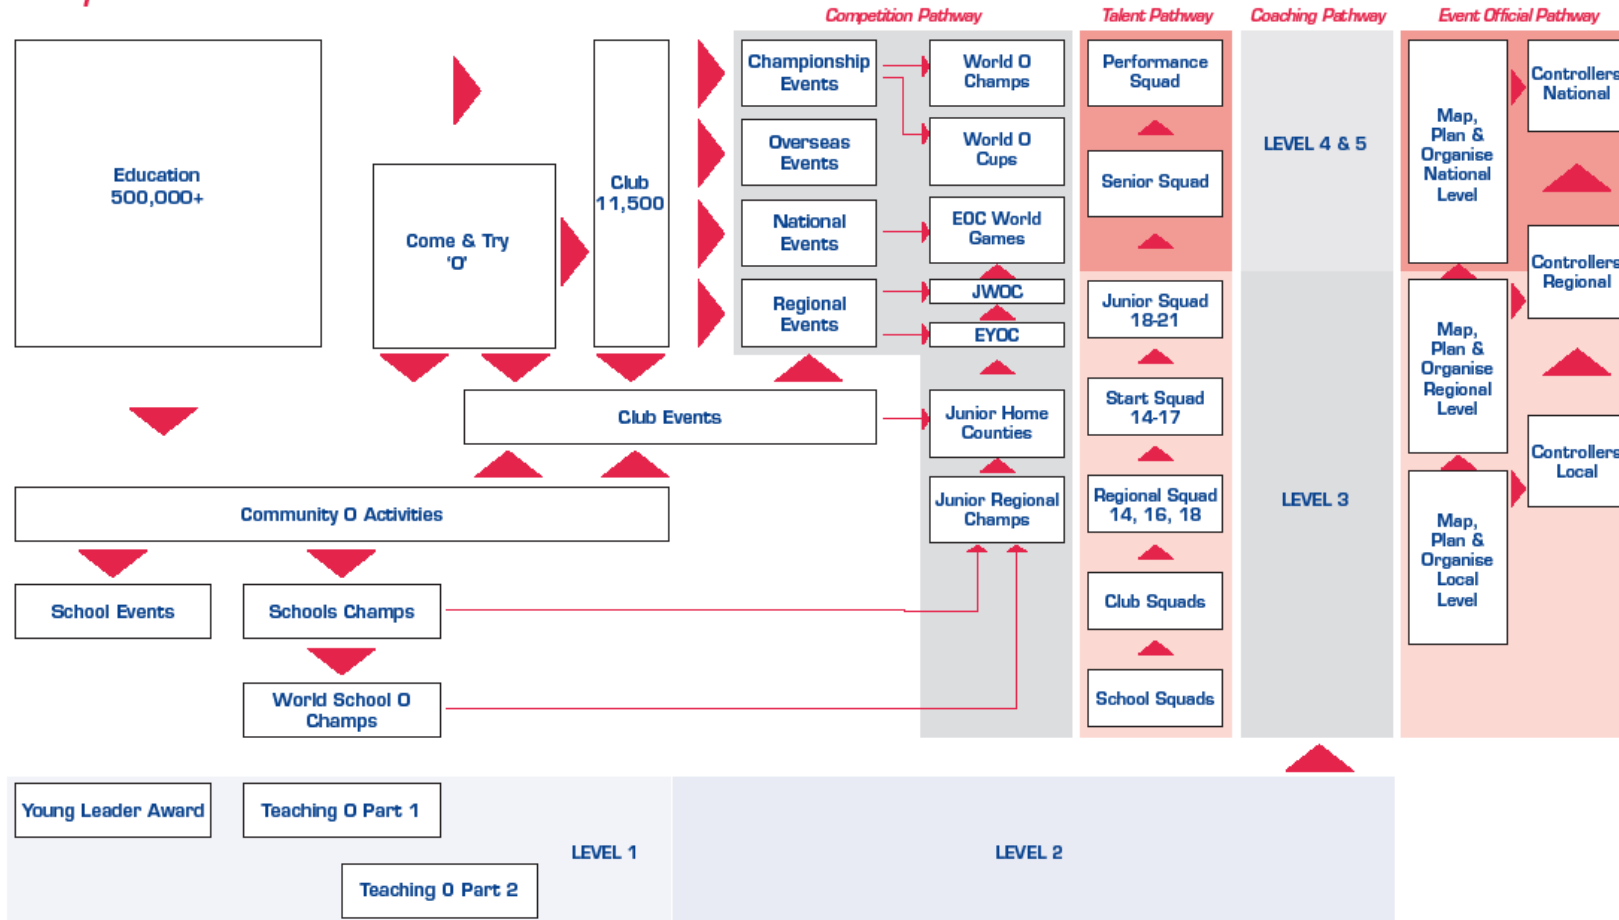 Competition Pathway
Talent Pathway
Coaching Pathway
Event Official Pathway
Education
500,000+
Come & Try
'O'
Club
11,500
Championship
Events
Overseas
Events
National
Events
Regional
Events
World O
Champs
World O
Cups
EOC World
Games
JWOC
EYOC
Junior Home
Counties
Junior Regional
Champs
Club Events
Community O Activities
School Events
Schools Champs
World School O
Champs
Performance
Squad
Senior Squad
Junior Squad
18-21
Start Squad
14-17
Regional Squad
14, 16, 18
Club Squads
School Squads
LEVEL 4 & 5
LEVEL 3
Map,
Plan &
Organise
National
Level
Map,
Plan &
Organise
Regional
Level
Map,
Plan &
Organise
Local
Level
Controllers
National
Controllers
Regional
Controllers
Local
Young Leader Award
Teaching O Part 1
Teaching O Part 2
LEVEL 1
LEVEL 2